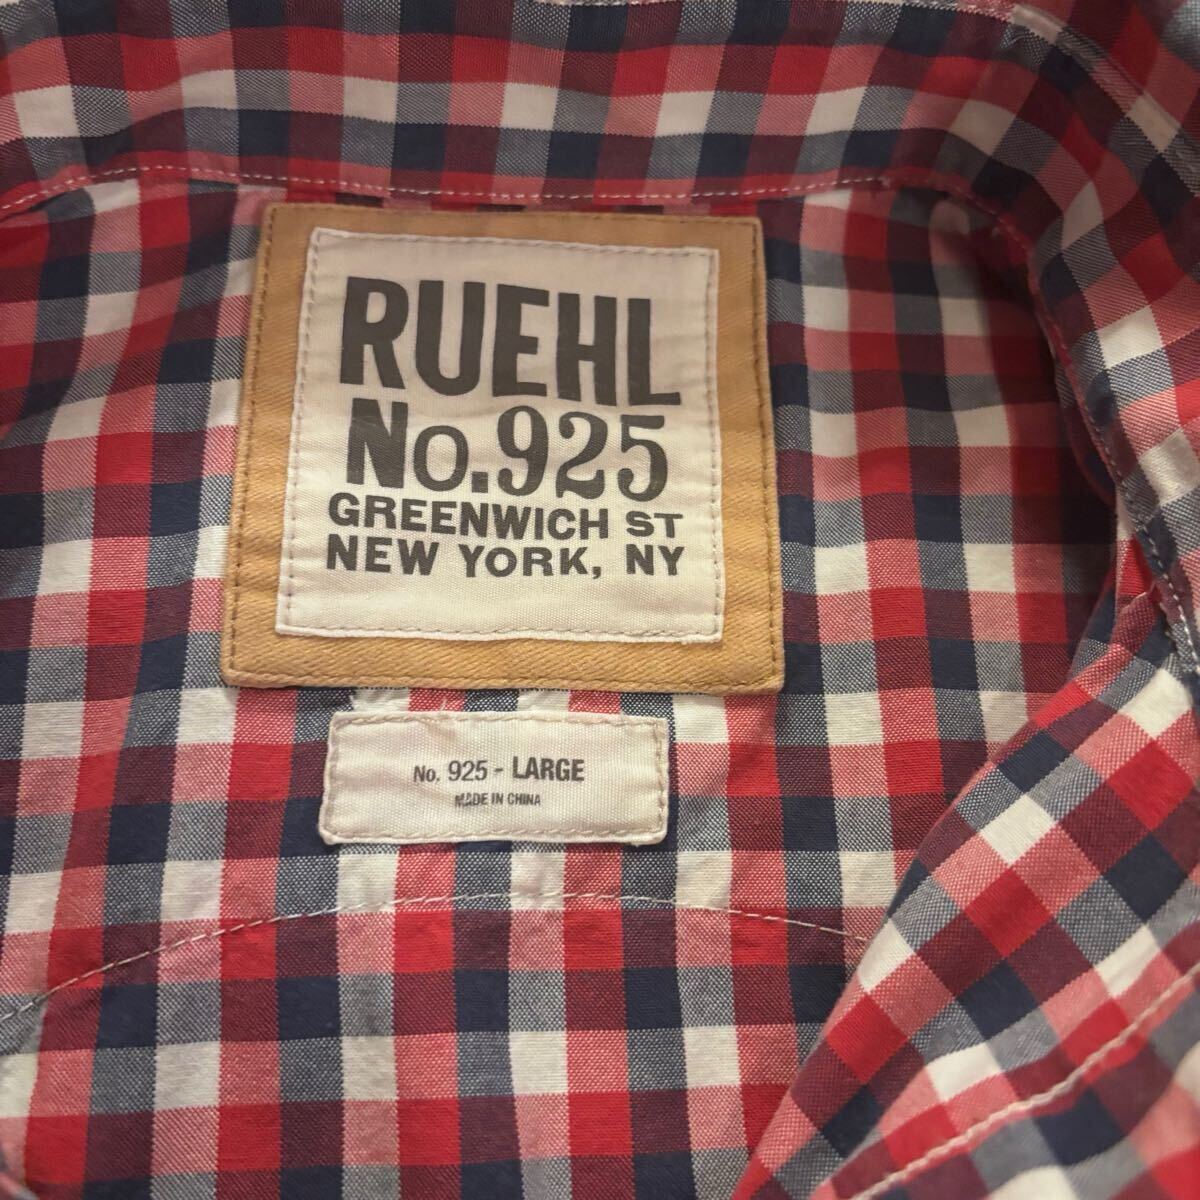 RUEHL
No.925
GREENWICH ST
NEW YORK, NY
No. 925 - LARGE
MADE IN CHINA